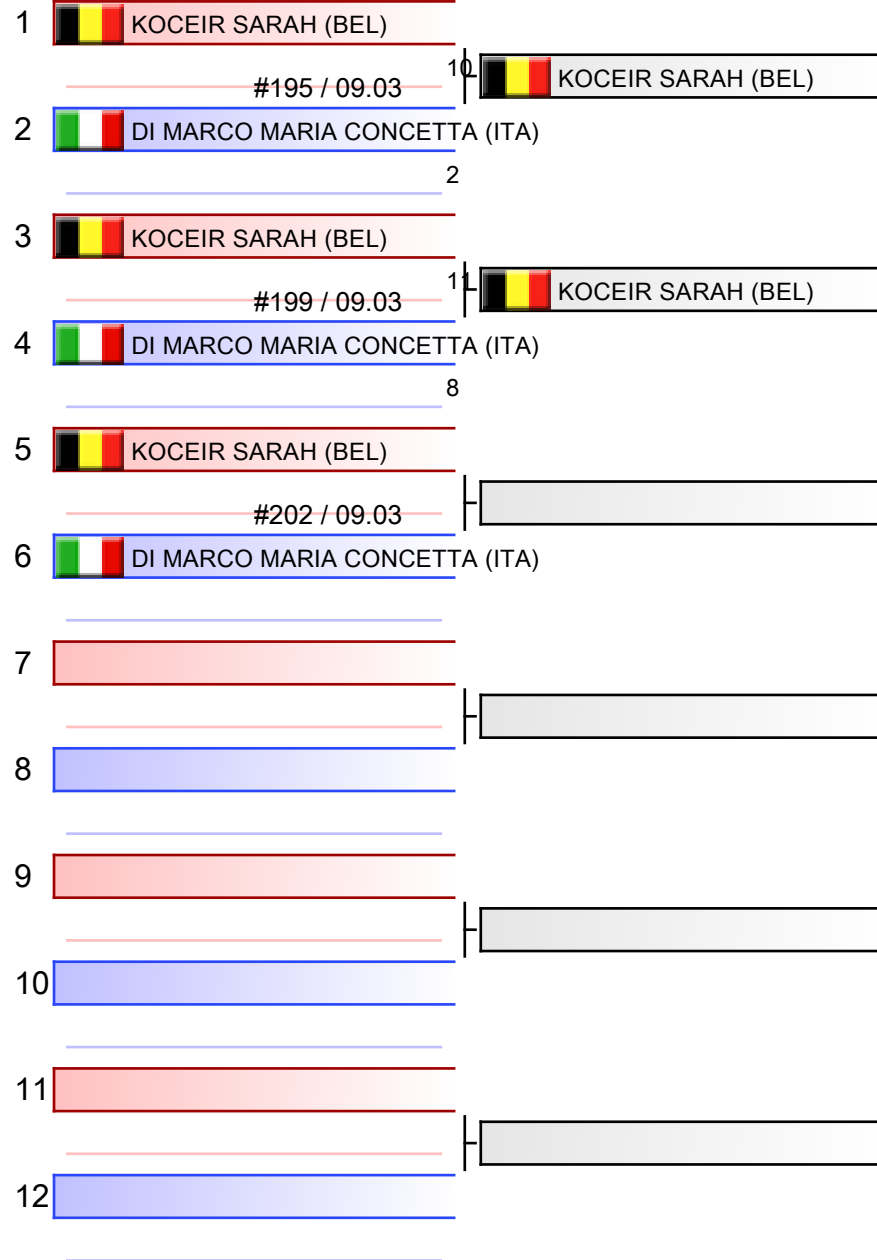 1 KOCEIR SARAH (BEL)
10 KOCEIR SARAH (BEL)
#195 / 09.03
2 DI MARCO MARIA CONCETTA (ITA)
2
3 KOCEIR SARAH (BEL)
11 KOCEIR SARAH (BEL)
#199 / 09.03
4 DI MARCO MARIA CONCETTA (ITA)
8
5 KOCEIR SARAH (BEL)
#202 / 09.03
6 DI MARCO MARIA CONCETTA (ITA)
7
8
9
10
11
12